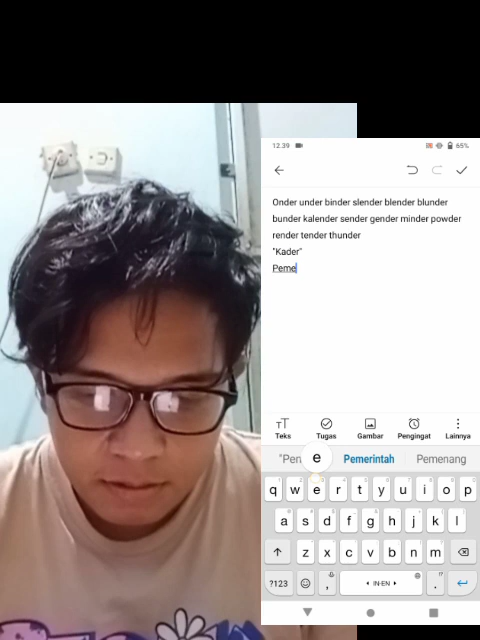 12.39
65%
Onder under binder slender blender blunder
bunder kalender sender gender minder powder
render tender thunder
"Kader"
Peme
Teks Tugas Gambar Pengingat Lainnya
"Pen e Pemerintah Pemenang
q w e r t y u i o p
a s d f g h j k l
z x c v b n m
?123 , IN·EN .